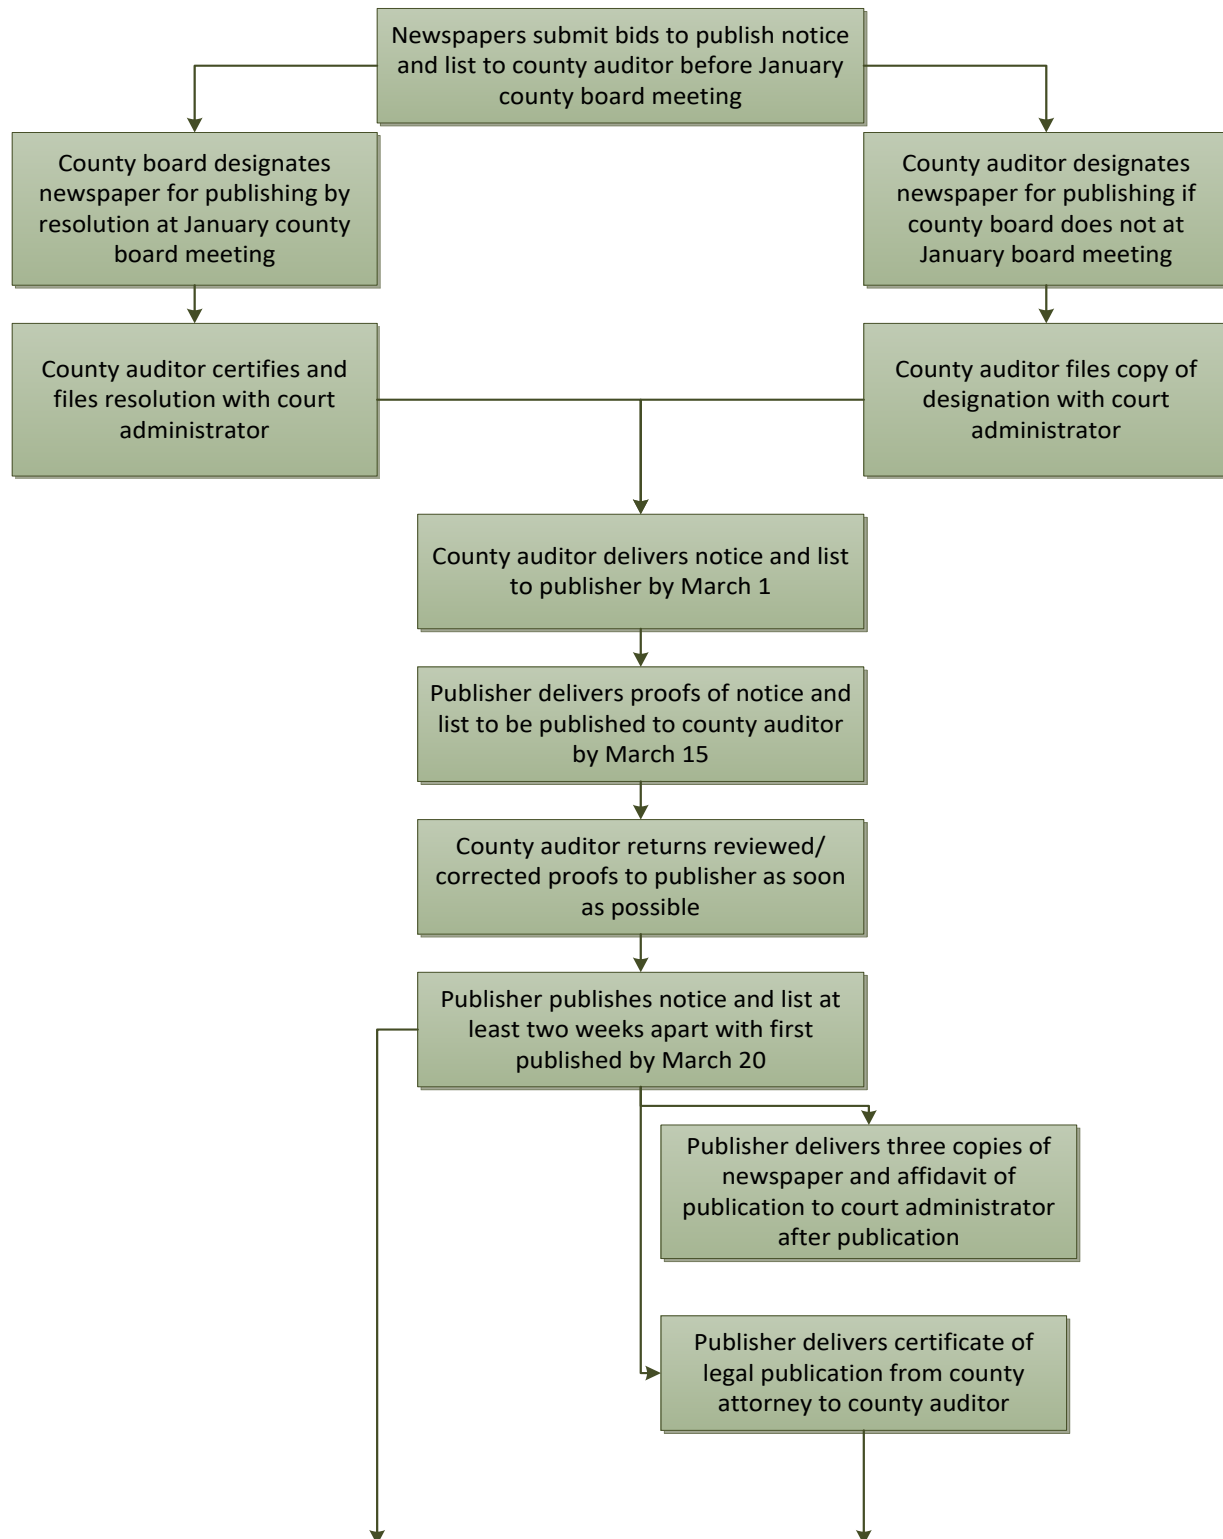 Newspapers submit bids to publish notice
and list to county auditor before January
county board meeting
County board designates
newspaper for publishing by
resolution at January county
board meeting
County auditor designates
newspaper for publishing if
county board does not at
January board meeting
County auditor certifies and
files resolution with court
administrator
County auditor files copy of
designation with court
administrator
County auditor delivers notice and list
to publisher by March 1
Publisher delivers proofs of notice and
list to be published to county auditor
by March 15
County auditor returns reviewed/
corrected proofs to publisher as soon
as possible
Publisher publishes notice and list at
least two weeks apart with first
published by March 20
Publisher delivers three copies of
newspaper and affidavit of
publication to court administrator
after publication
Publisher delivers certificate of
legal publication from county
attorney to county auditor